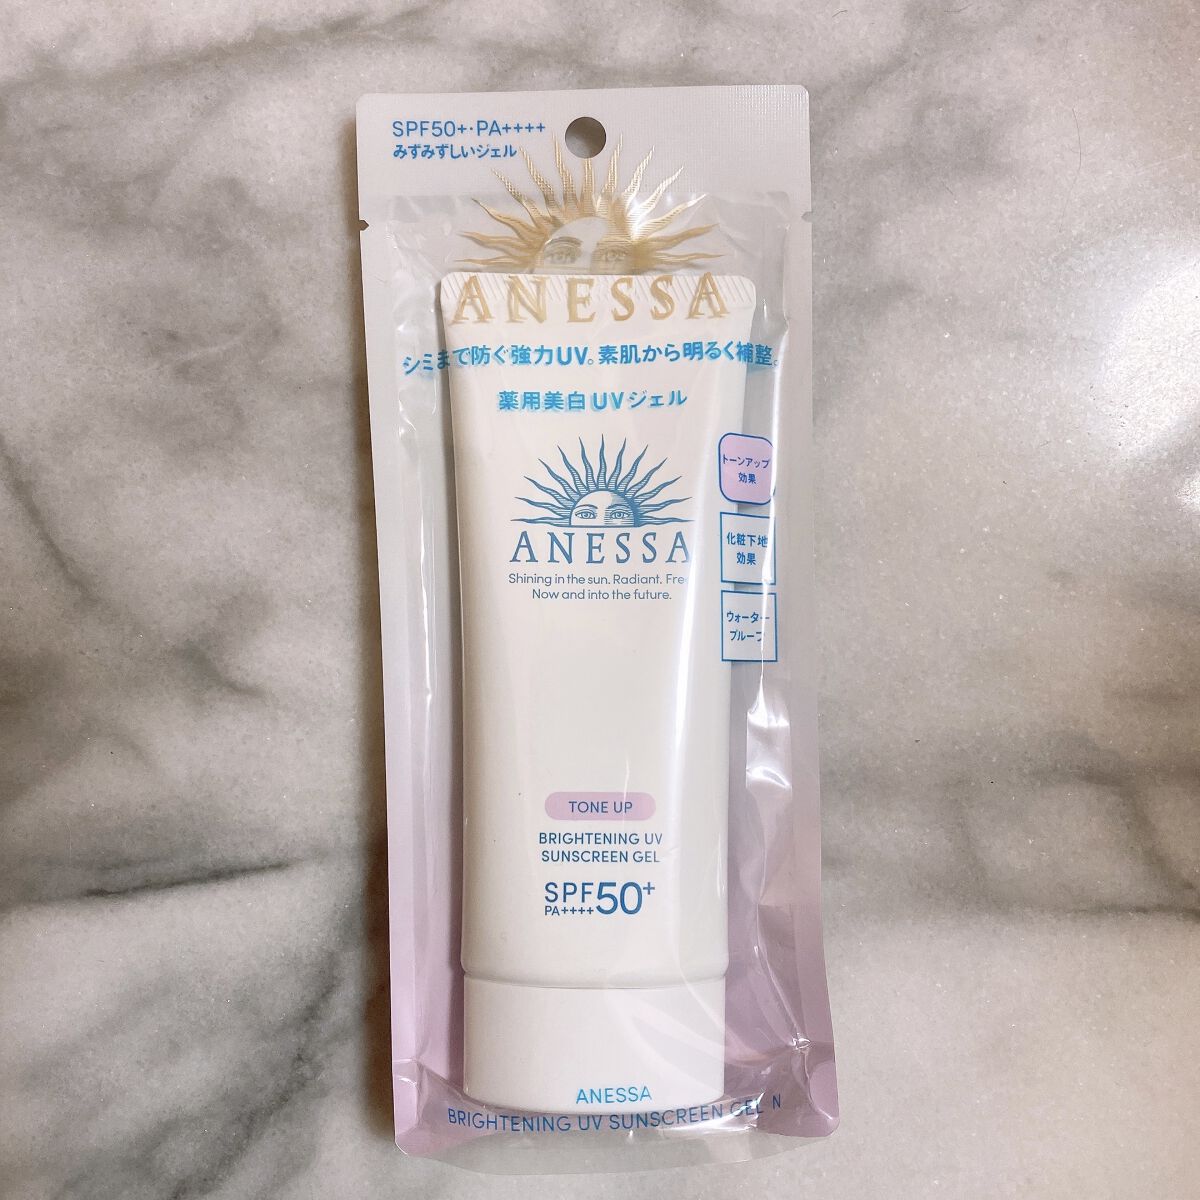 SPF50+・PA++++
みずみずしいジェル
ANESSA
シミまで防ぐ強力UV。素肌から明るく補整。
薬用美白UVジェル
トーンアップ
効果
ANESSA
化粧下地
効果
Shining in the sun. Radiant. Free
Now and into the future.
ウォーター
プルーフ
TONE UP
BRIGHTENING UV
SUNSCREEN GEL
SPF50+
PA++++
ANESSA
BRIGHTENING UV SUNSCREEN GEL N